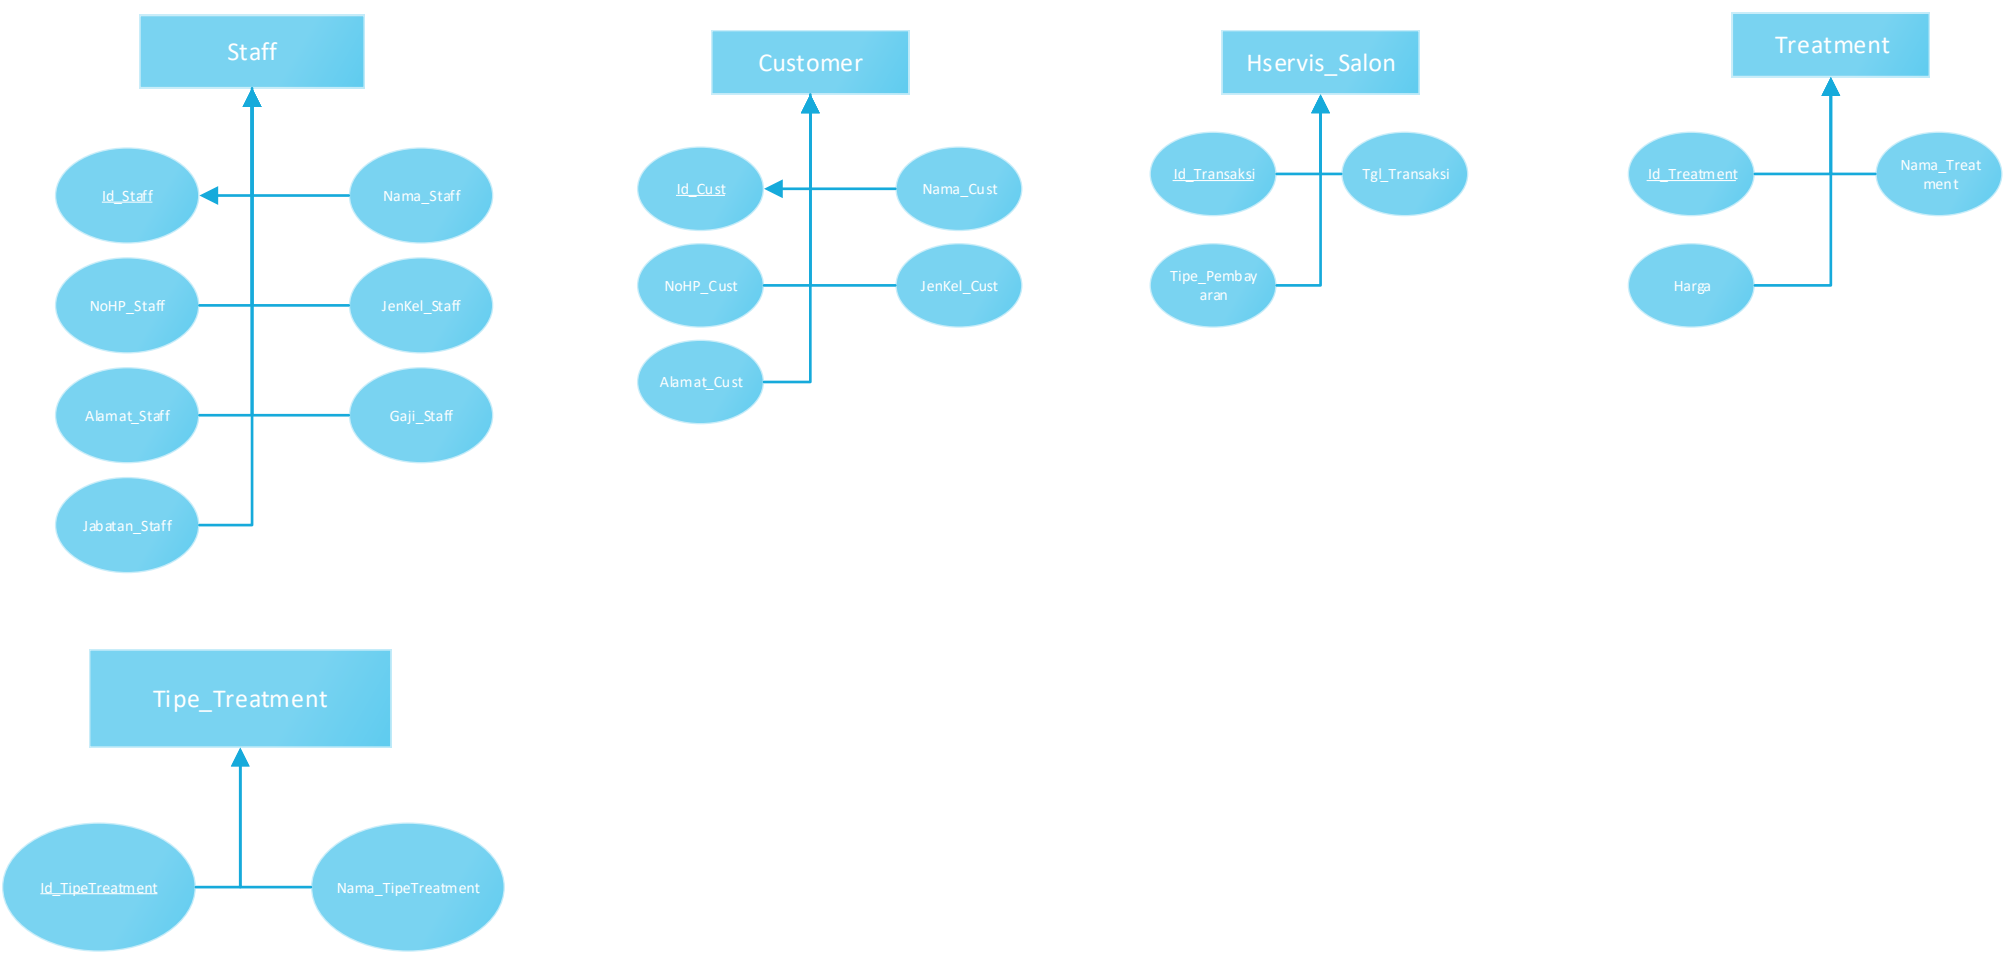 Staff
Id_Staff
Nama_Staff
NoHP_Staff
JenKel_Staff
Alamat_Staff
Gaji_Staff
Jabatan_Staff
Customer
Id_Cust
Nama_Cust
NoHP_Cust
JenKel_Cust
Alamat_Cust
Hservis_Salon
Id_Transaksi
Tgl_Transaksi
Tipe_Pembay
aran
Treatment
Id_Treatment
Nama_Treat
ment
Harga
Tipe_Treatment
Id_TipeTreatment
Nama_TipeTreatment